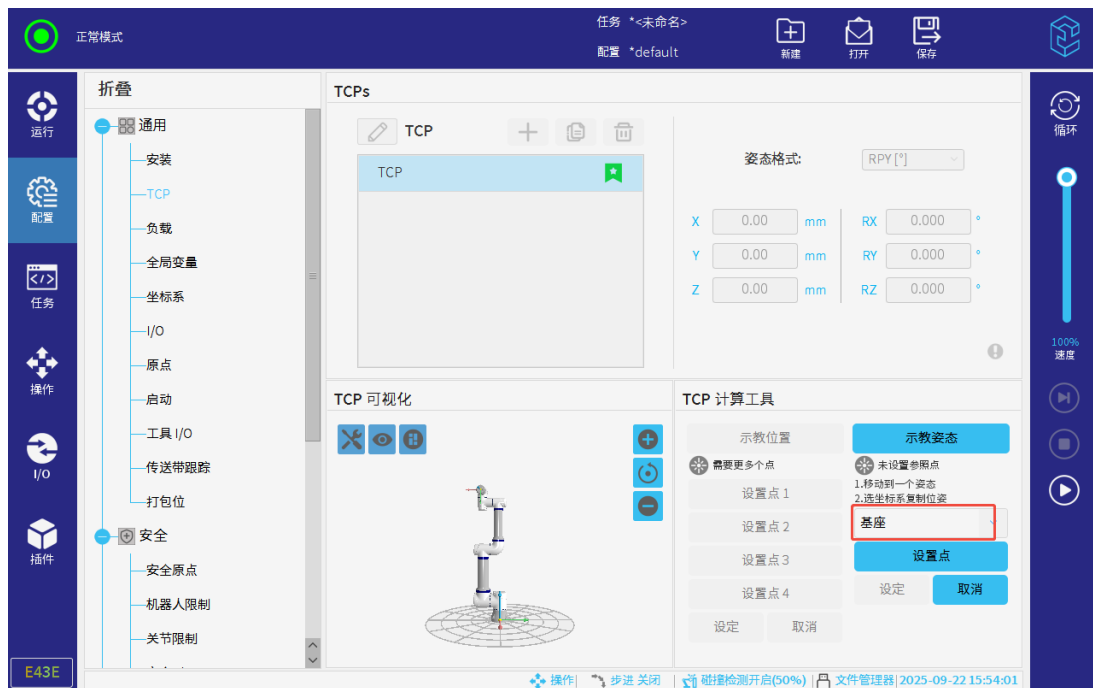 正常模式
任务 *<未命名>
配置 *default
新建
打开
保存
运行
配置
任务
操作
I/O
插件
E43E
折叠
通用
安装
TCP
负载
全局变量
坐标系
I/O
原点
启动
工具 I/O
传送带跟踪
打包位
安全
安全原点
机器人限制
关节限制
TCPs
TCP
TCP
姿态格式: RPY [°]
X 0.00 mm RX 0.000 °
Y 0.00 mm RY 0.000 °
Z 0.00 mm RZ 0.000 °
TCP 可视化
TCP 计算工具
示教位置
需要更多个点
设置点 1
设置点 2
设置点 3
设置点 4
设定 取消
示教姿态
未设置参照点
1.移动到一个姿态
2.选坐标系复制位姿
基座
设置点
设定 取消
循环
100%
速度
操作 步进 关闭 碰撞检测开启(50%) 文件管理器 2025-09-22 15:54:01